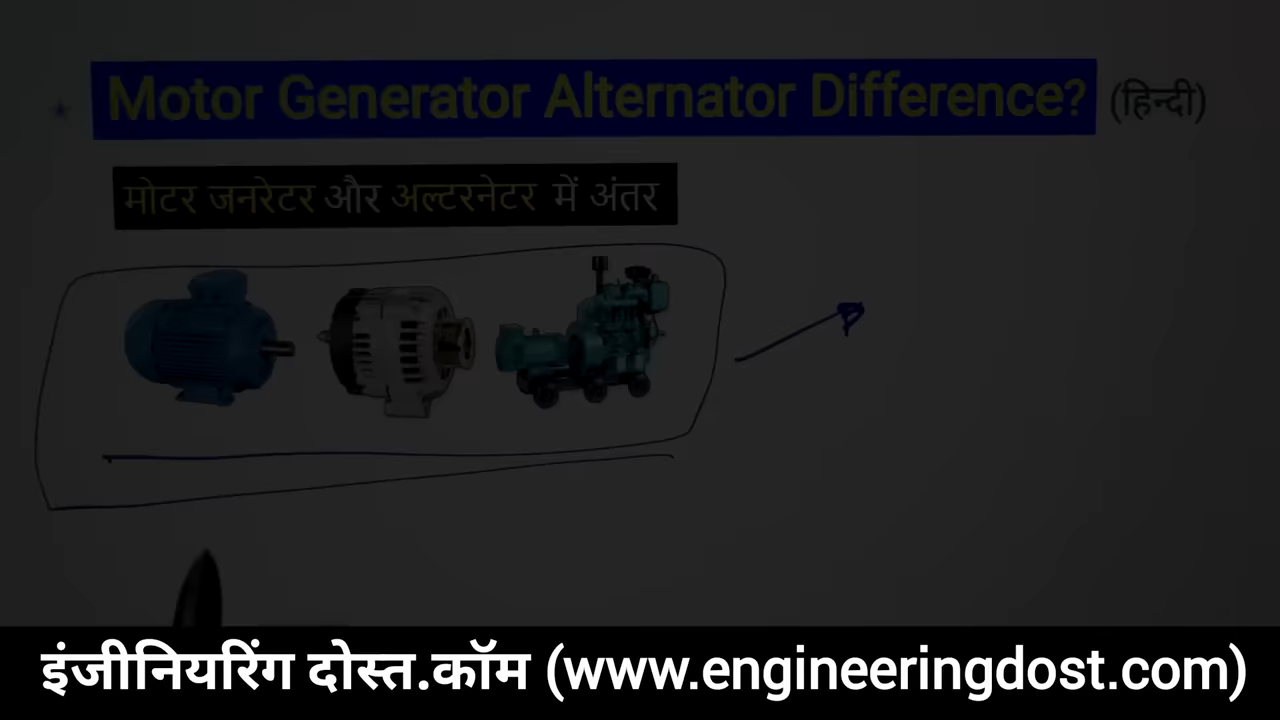 Motor Generator Alternator Difference? (हिन्दी)
मोटर जनरेटर और अल्टरनेटर में अंतर
इंजीनियरिंग दोस्त.कॉम (www.engineeringdost.com)